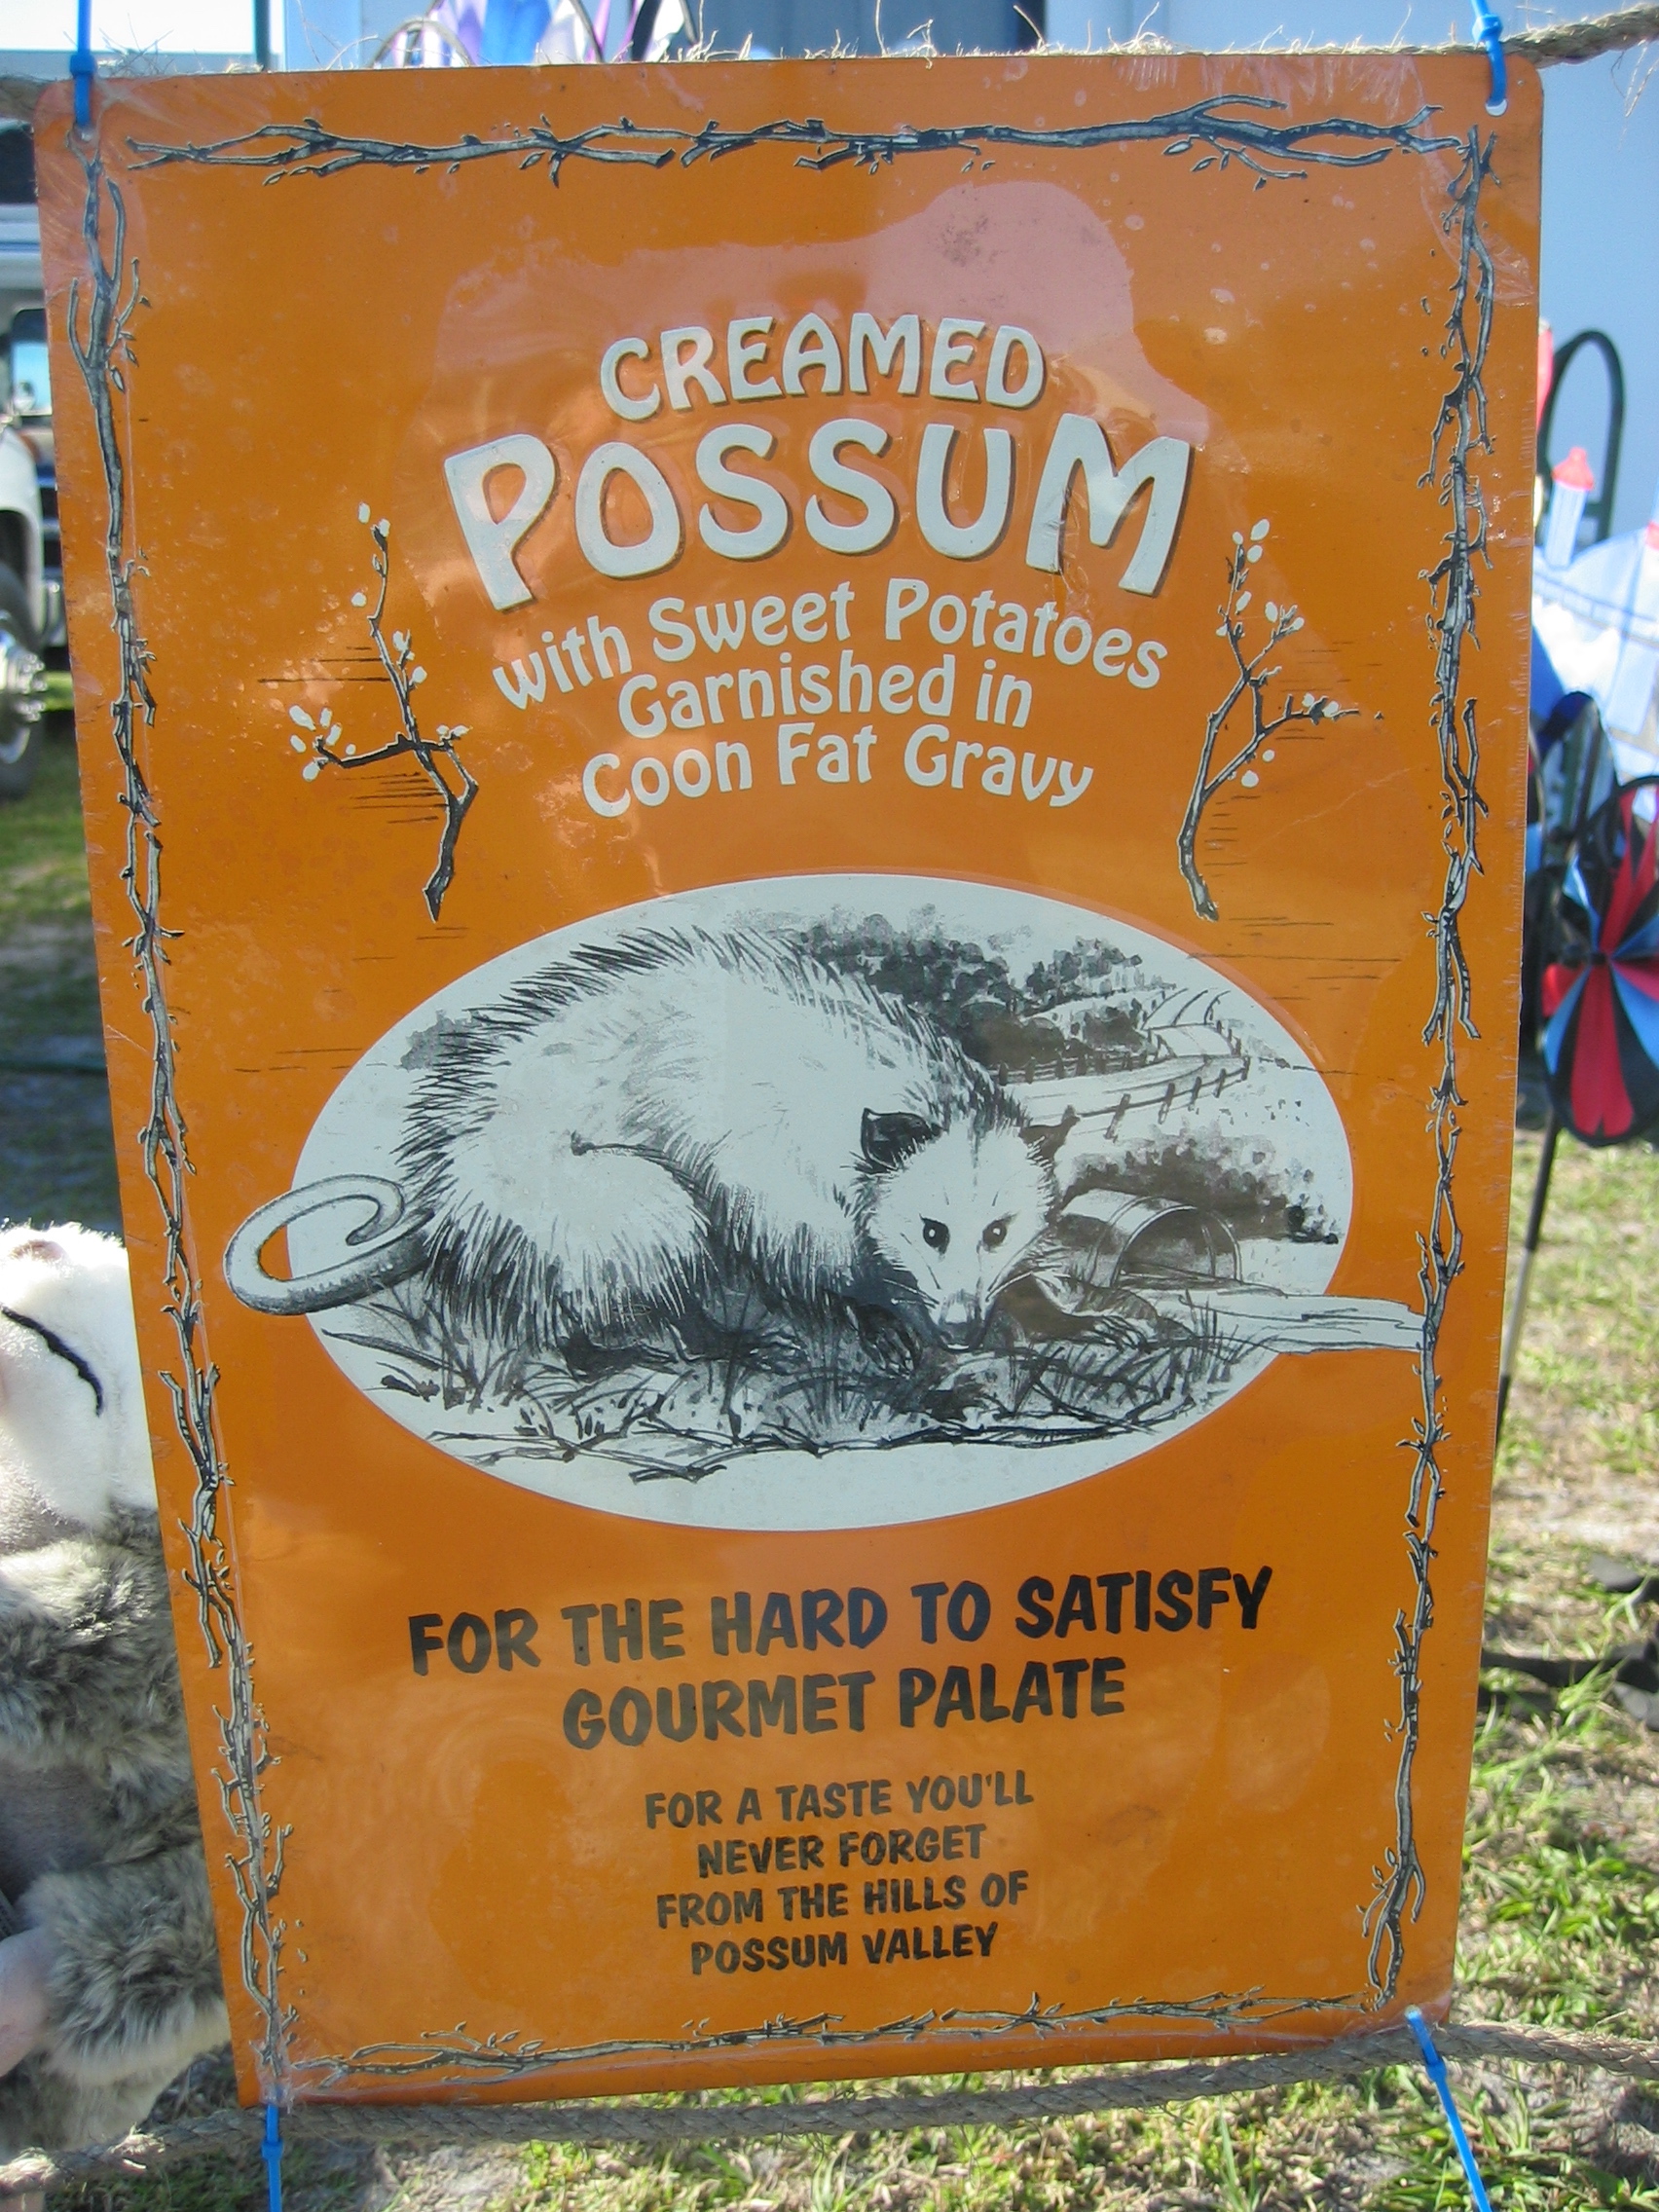 CREAMED
POSSUM
with Sweet Potatoes
Garnished in
Coon Fat Gravy
FOR THE HARD TO SATISFY
GOURMET PALATE
FOR A TASTE YOU'LL
NEVER FORGET
FROM THE HILLS OF
POSSUM VALLEY